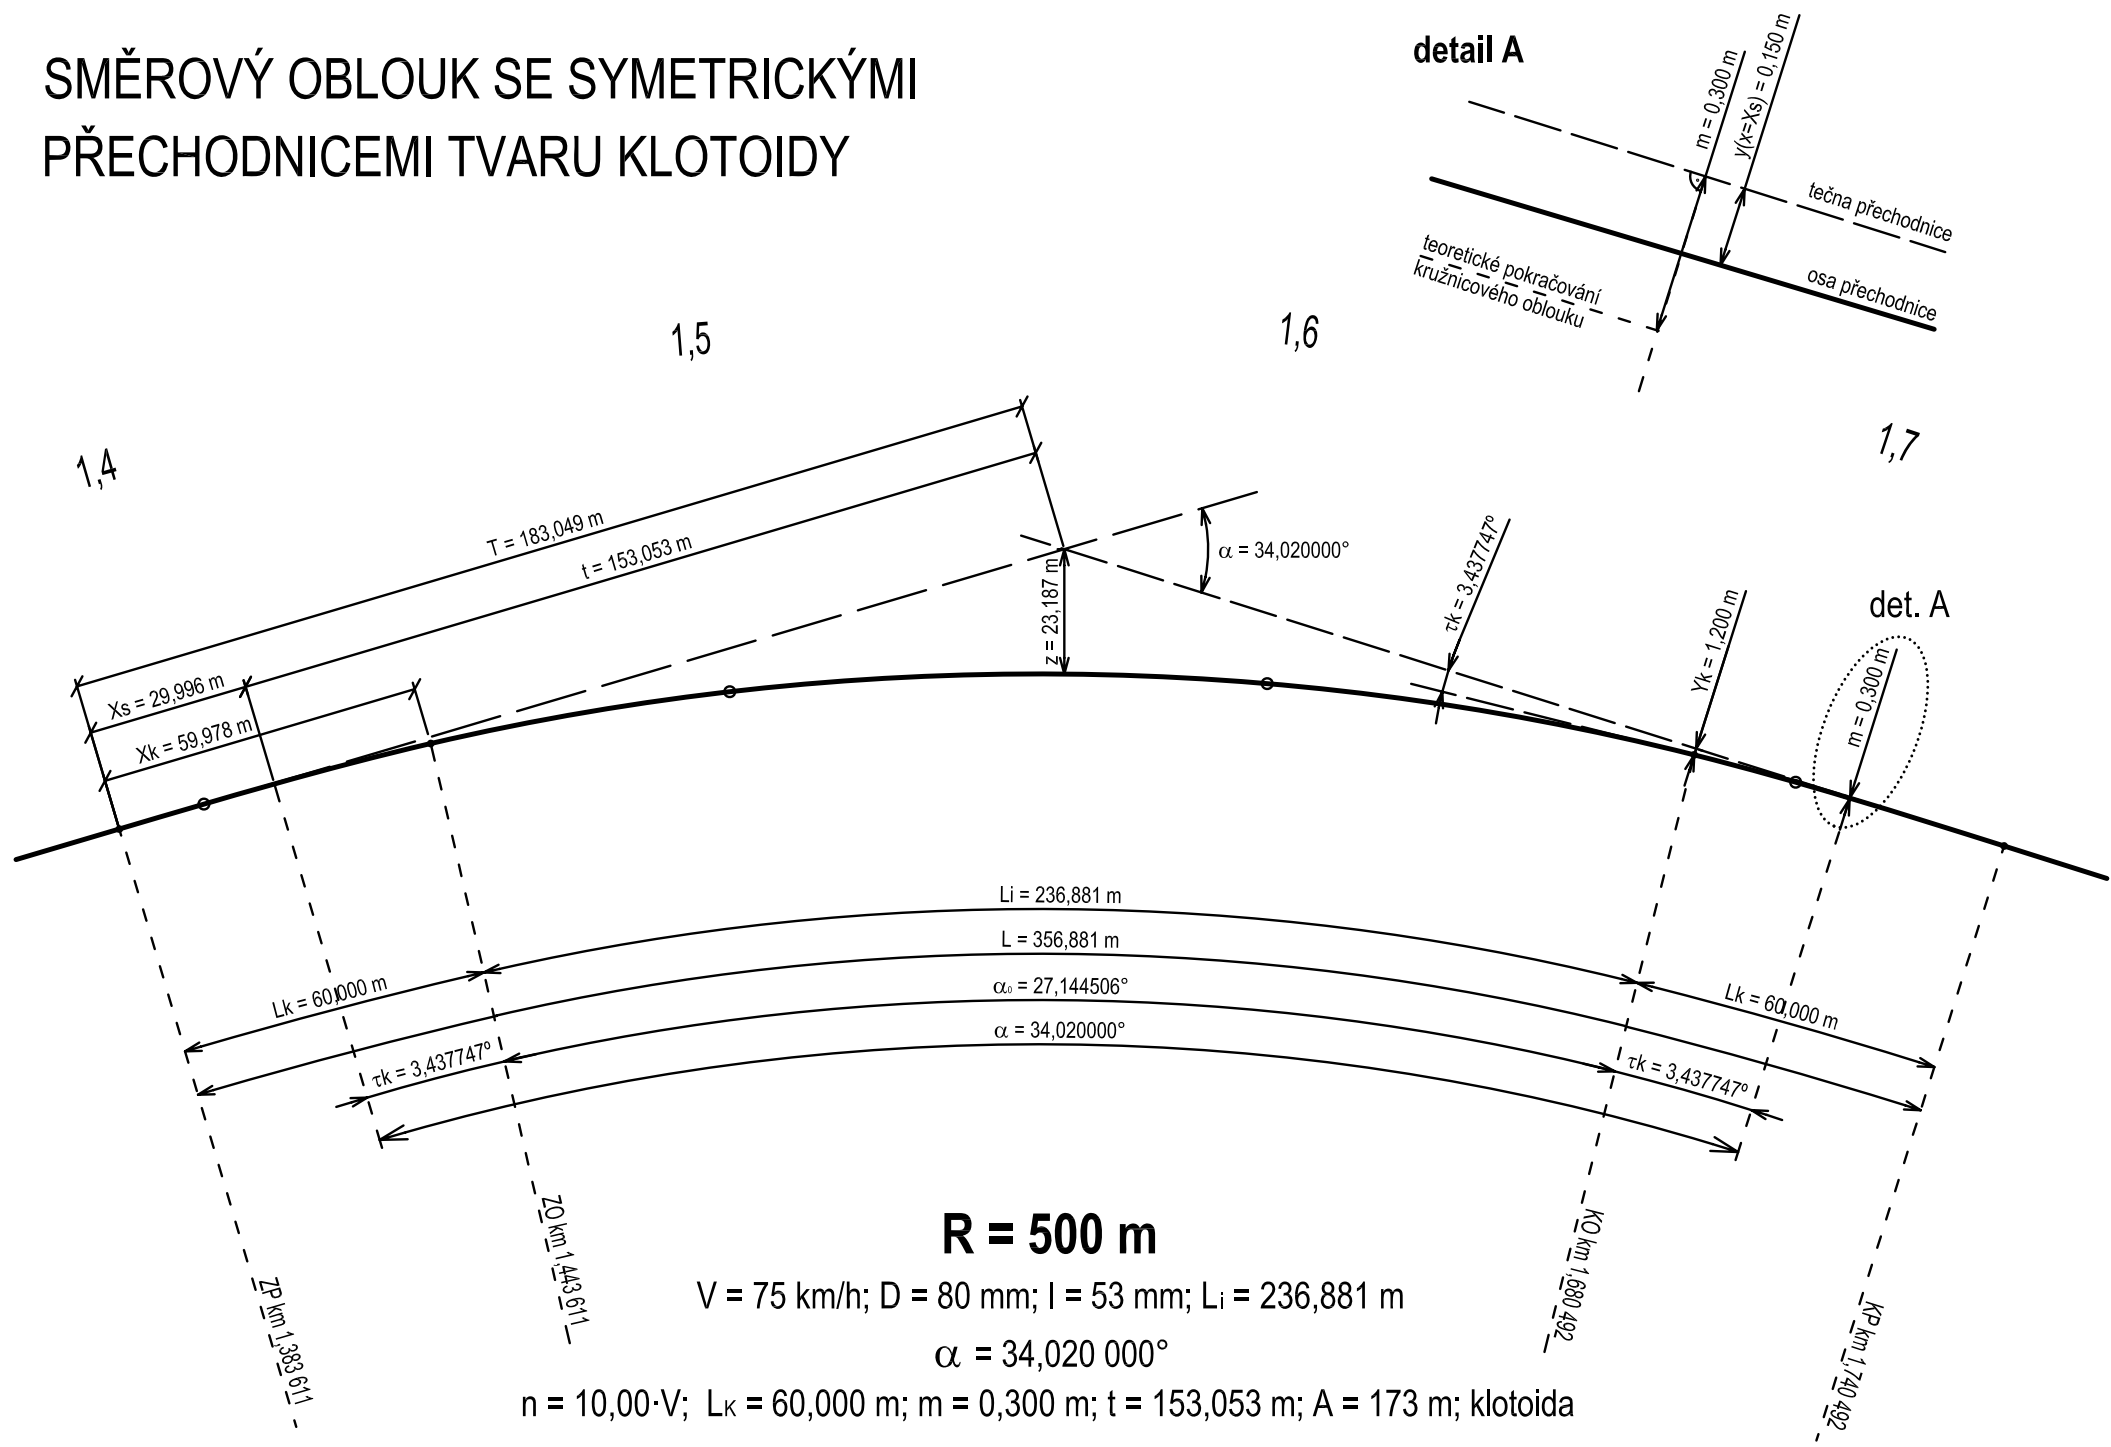 SMĚROVÝ OBLOUK SE SYMETRICKÝMI
PŘECHODNICEMI TVARU KLOTOIDY
detail A
m = 0,300 m
y(x=Xs) = 0,150 m
tečna přechodnice
osa přechodnice
teoretické pokračování
kružnicového oblouku
1,4
1,5
1,6
1,7
T = 183,049 m
t = 153,053 m
Xs = 29,996 m
Xk = 59,978 m
z = 23,187 m
α = 34,020000°
τk = 3,437747º
Yk = 1,200 m
det. A
m = 0,300 m
Li = 236,881 m
L = 356,881 m
α₀ = 27,144506°
α = 34,020000°
Lk = 60,000 m
Lk = 60,000 m
τk = 3,437747º
τk = 3,437747º
ZP km 1,383 611
ZO km 1,443 611
KO km 1,680 492
KP km 1,740 492
R = 500 m
V = 75 km/h; D = 80 mm; I = 53 mm; Li = 236,881 m
α = 34,020 000°
n = 10,00·V; LK = 60,000 m; m = 0,300 m; t = 153,053 m; A = 173 m; klotoida